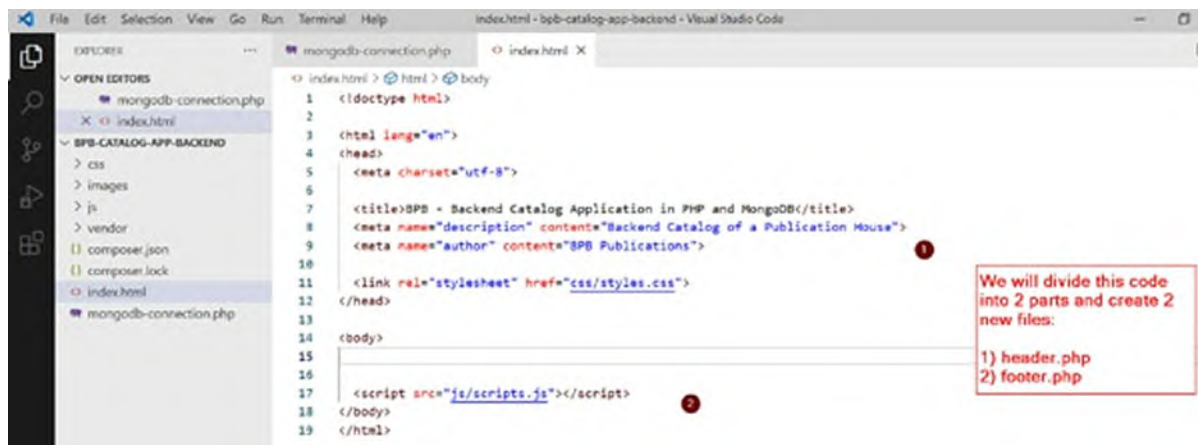 File Edit Selection View Go Run Terminal Help index.html - bpb-catalog-app-backend - Visual Studio Code
EXPLORER ...
OPEN EDITORS
mongodb-connection.php
X index.html
BPB-CATALOG-APP-BACKEND
> css
> images
> js
> vendor
{} composer.json
{} composer.lock
index.html
mongodb-connection.php
mongodb-connection.php index.html X
index.html > html > body
1 <!doctype html>
2
3 <html lang="en">
4 <head>
5 <meta charset="utf-8">
6
7 <title>BPB - Backend Catalog Application in PHP and MongoDB</title>
8 <meta name="description" content="Backend Catalog of a Publication House">
9 <meta name="author" content="BPB Publications">
10
11 <link rel="stylesheet" href="css/styles.css">
12 </head>
13
14 <body>
15
16
17 <script src="js/scripts.js"></script>
18 </body>
19 </html>
1
2
We will divide this code
into 2 parts and create 2
new files:
1) header.php
2) footer.php